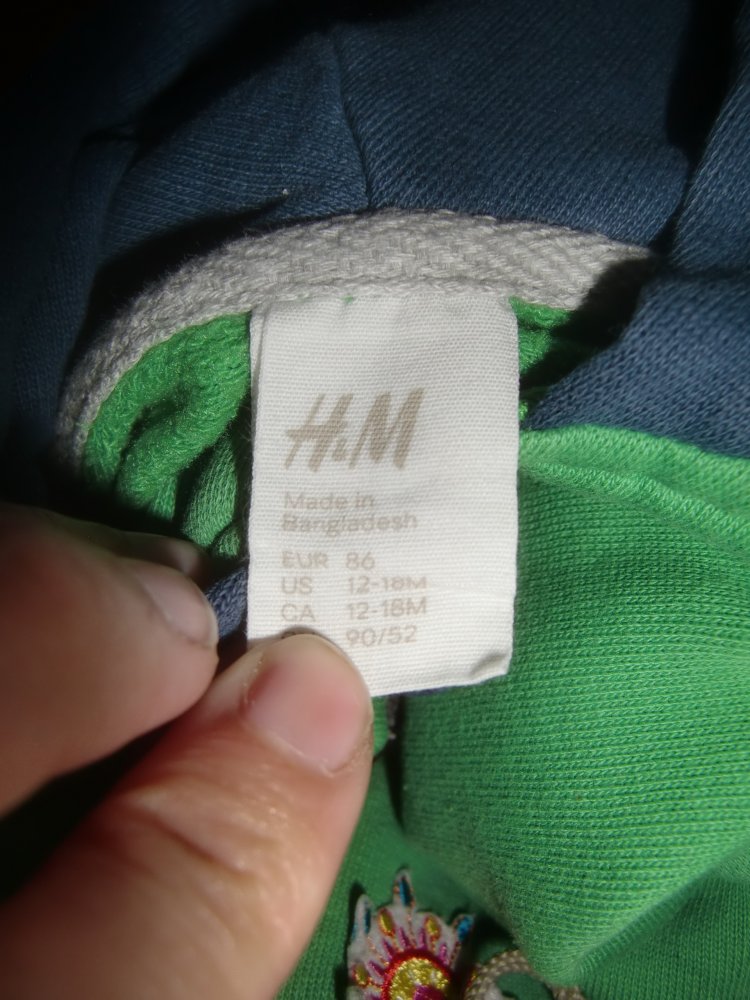 H&M
Made in
Bangladesh
EUR 86
US 12-18M
CA 12-18M
90/52